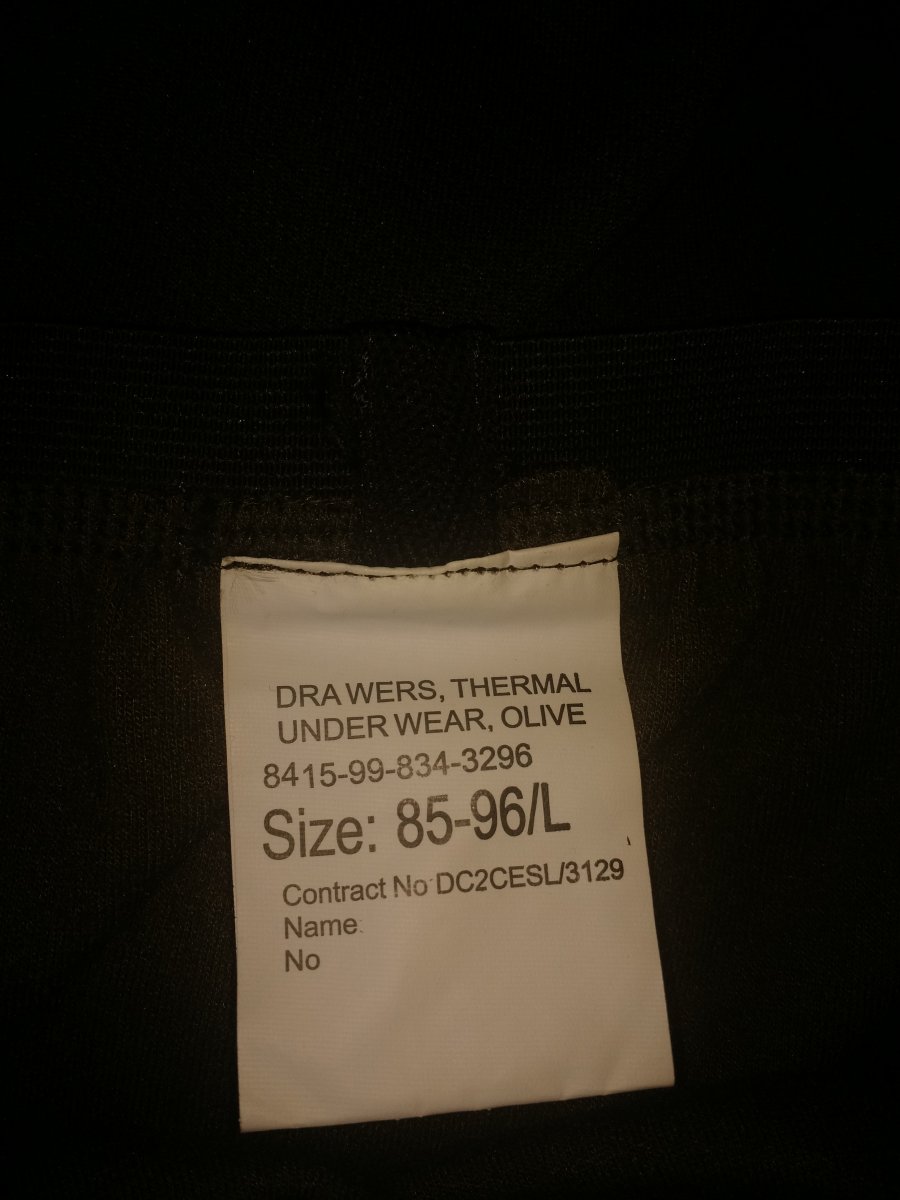 DRA WERS, THERMAL
UNDER WEAR, OLIVE
8415-99-834-3296
Size: 85-96/L
Contract No DC2CESL/3129
Name:
No